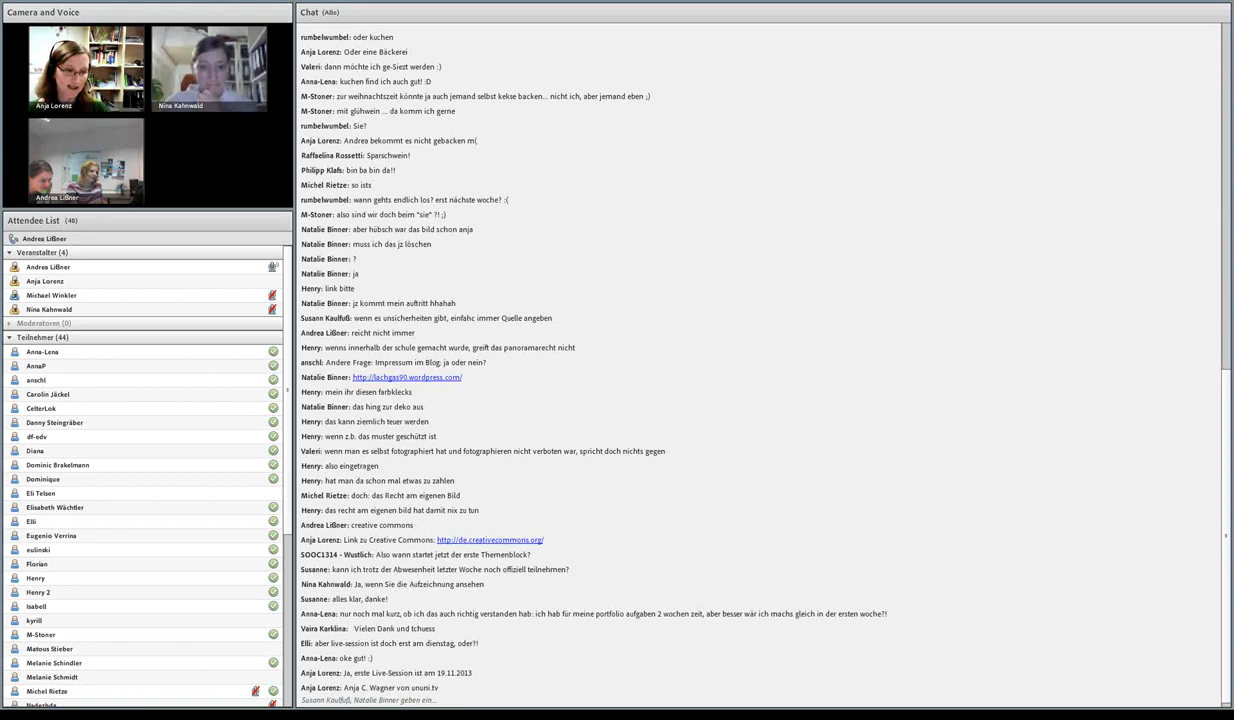 Camera and Voice
Anja Lorenz
Nina Kahnwald
Andrea Lißner
Attendee List (48)
Andrea Lißner
Veranstalter (4)
Andrea Lißner
Anja Lorenz
Michael Winkler
Nina Kahnwald
Moderatoren (0)
Teilnehmer (44)
Anna-Lena
AnnaP
anschl
Carolin Jäckel
CelterLok
Danny Steingräber
df-edv
Diana
Dominic Brakelmann
Dominique
Eli Telsen
Elisabeth Wächtler
Elli
Eugenio Verrina
eulinski
Florian
Henry
Henry 2
Isabell
kyrill
M-Stoner
Matous Stieber
Melanie Schindler
Melanie Schmidt
Michel Rietze
Nadezhda
Chat (Alle)
rumbelwumbel: oder kuchen
Anja Lorenz: Oder eine Bäckerei
Valeri: dann möchte ich ge-Siezt werden :)
Anna-Lena: kuchen find ich auch gut! :D
M-Stoner: zur weihnachtszeit könnte ja auch jemand selbst kekse backen... nicht ich, aber jemand eben ;)
M-Stoner: mit glühwein ... da komm ich gerne
rumbelwumbel: Sie?
Anja Lorenz: Andrea bekommt es nicht gebacken m(
Raffaelina Rossetti: Sparschwein!
Philipp Klafs: bin ba bin da!!
Michel Rietze: so ists
rumbelwumbel: wann gehts endlich los? erst nächste woche? :(
M-Stoner: also sind wir doch beim "sie" ?! ;)
Natalie Binner: aber hübsch war das bild schon anja
Natalie Binner: muss ich das jz löschen
Natalie Binner: ?
Natalie Binner: ja
Henry: link bitte
Natalie Binner: jz kommt mein auftritt hhahah
Susann Kaulfuß: wenn es unsicherheiten gibt, einfahc immer Quelle angeben
Andrea Lißner: reicht nicht immer
Henry: wenns innerhalb der schule gemacht wurde, greift das panoramarecht nicht
anschl: Andere Frage: Impressum im Blog: ja oder nein?
Natalie Binner: http://lachgas90.wordpress.com/
Henry: mein ihr diesen farbklecks
Natalie Binner: das hing zur deko aus
Henry: das kann ziemlich teuer werden
Henry: wenn z.b. das muster geschützt ist
Valeri: wenn man es selbst fotographiert hat und fotographieren nicht verboten war, spricht doch nichts gegen
Henry: also eingetragen
Henry: hat man da schon mal etwas zu zahlen
Michel Rietze: doch: das Recht am eigenen Bild
Henry: das recht am eigenen bild hat damit nix zu tun
Andrea Lißner: creative commons
Anja Lorenz: Link zu Creative Commons: http://de.creativecommons.org/
SOOC1314 - Wustlich: Also wann startet jetzt der erste Themenblock?
Susanne: kann ich trotz der Abwesenheit letzter Woche noch offiziell teilnehmen?
Nina Kahnwald: Ja, wenn Sie die Aufzeichnung ansehen
Susanne: alles klar, danke!
Anna-Lena: nur noch mal kurz, ob ich das auch richtig verstanden hab: ich hab für meine portfolio aufgaben 2 wochen zeit, aber besser wär ich machs gleich in der ersten woche?!
Vaira Karklina: Vielen Dank und tchuess
Elli: aber live-session ist doch erst am dienstag, oder?!
Anna-Lena: oke gut! :)
Anja Lorenz: Ja, erste Live-Session ist am 19.11.2013
Anja Lorenz: Anja C. Wagner von ununi.tv
Susann Kaulfuß, Natalie Binner geben ein...